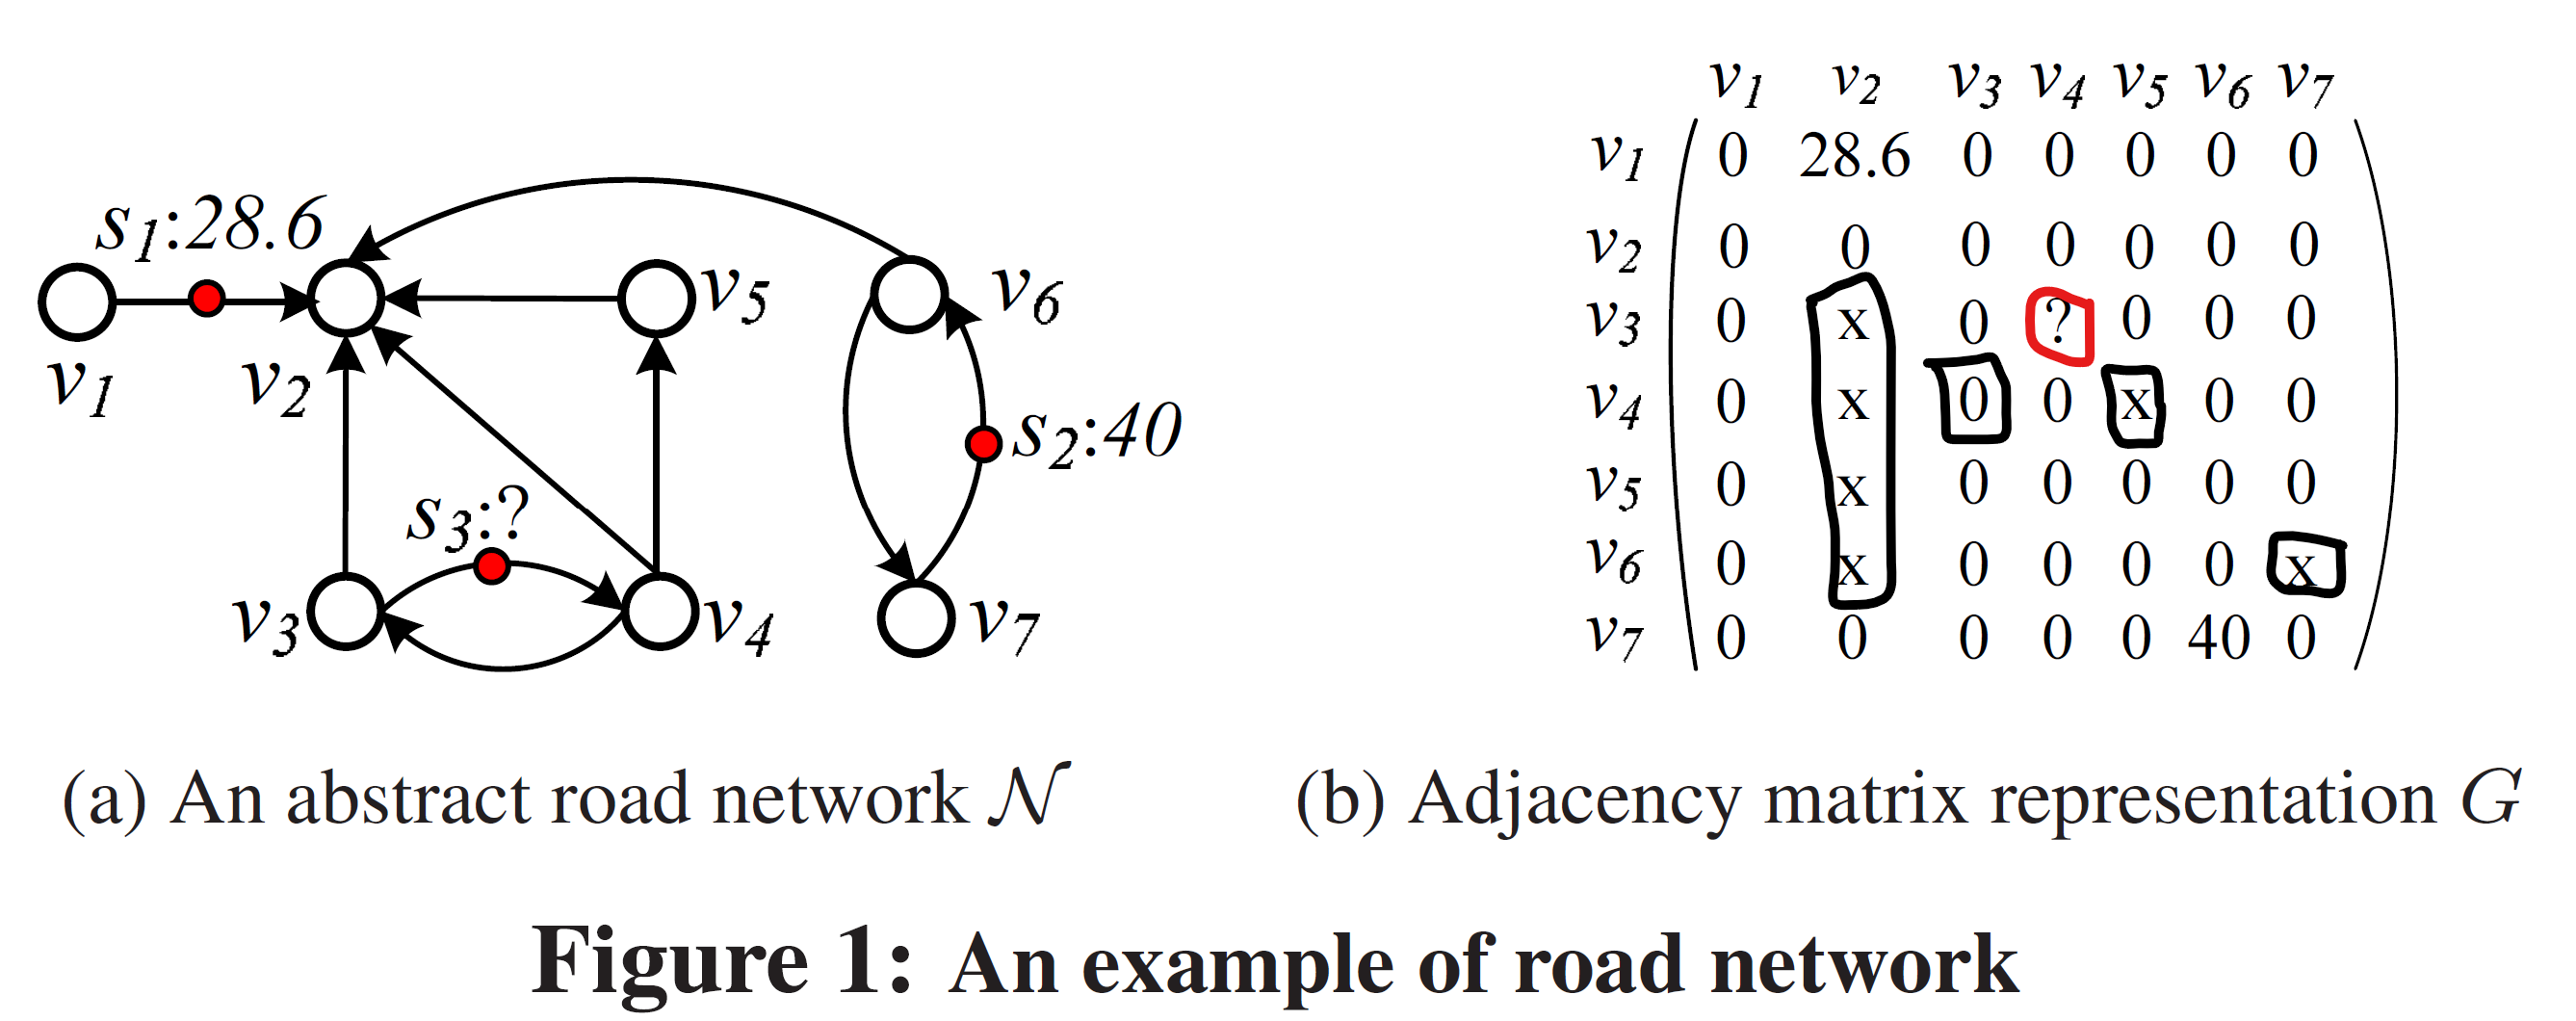 s1:28.6
v1
v2
v5
v6
s2:40
s3:?
v3
v4
v7
v1 v2 v3 v4 v5 v6 v7
v1 0 28.6 0 0 0 0 0
v2 0 0 0 0 0 0 0
v3 0 x 0 ? 0 0 0
v4 0 x 0 0 x 0 0
v5 0 x 0 0 0 0 0
v6 0 x 0 0 0 0 x
v7 0 0 0 0 0 40 0
(a) An abstract road network 𝒩
(b) Adjacency matrix representation G
Figure 1: An example of road network